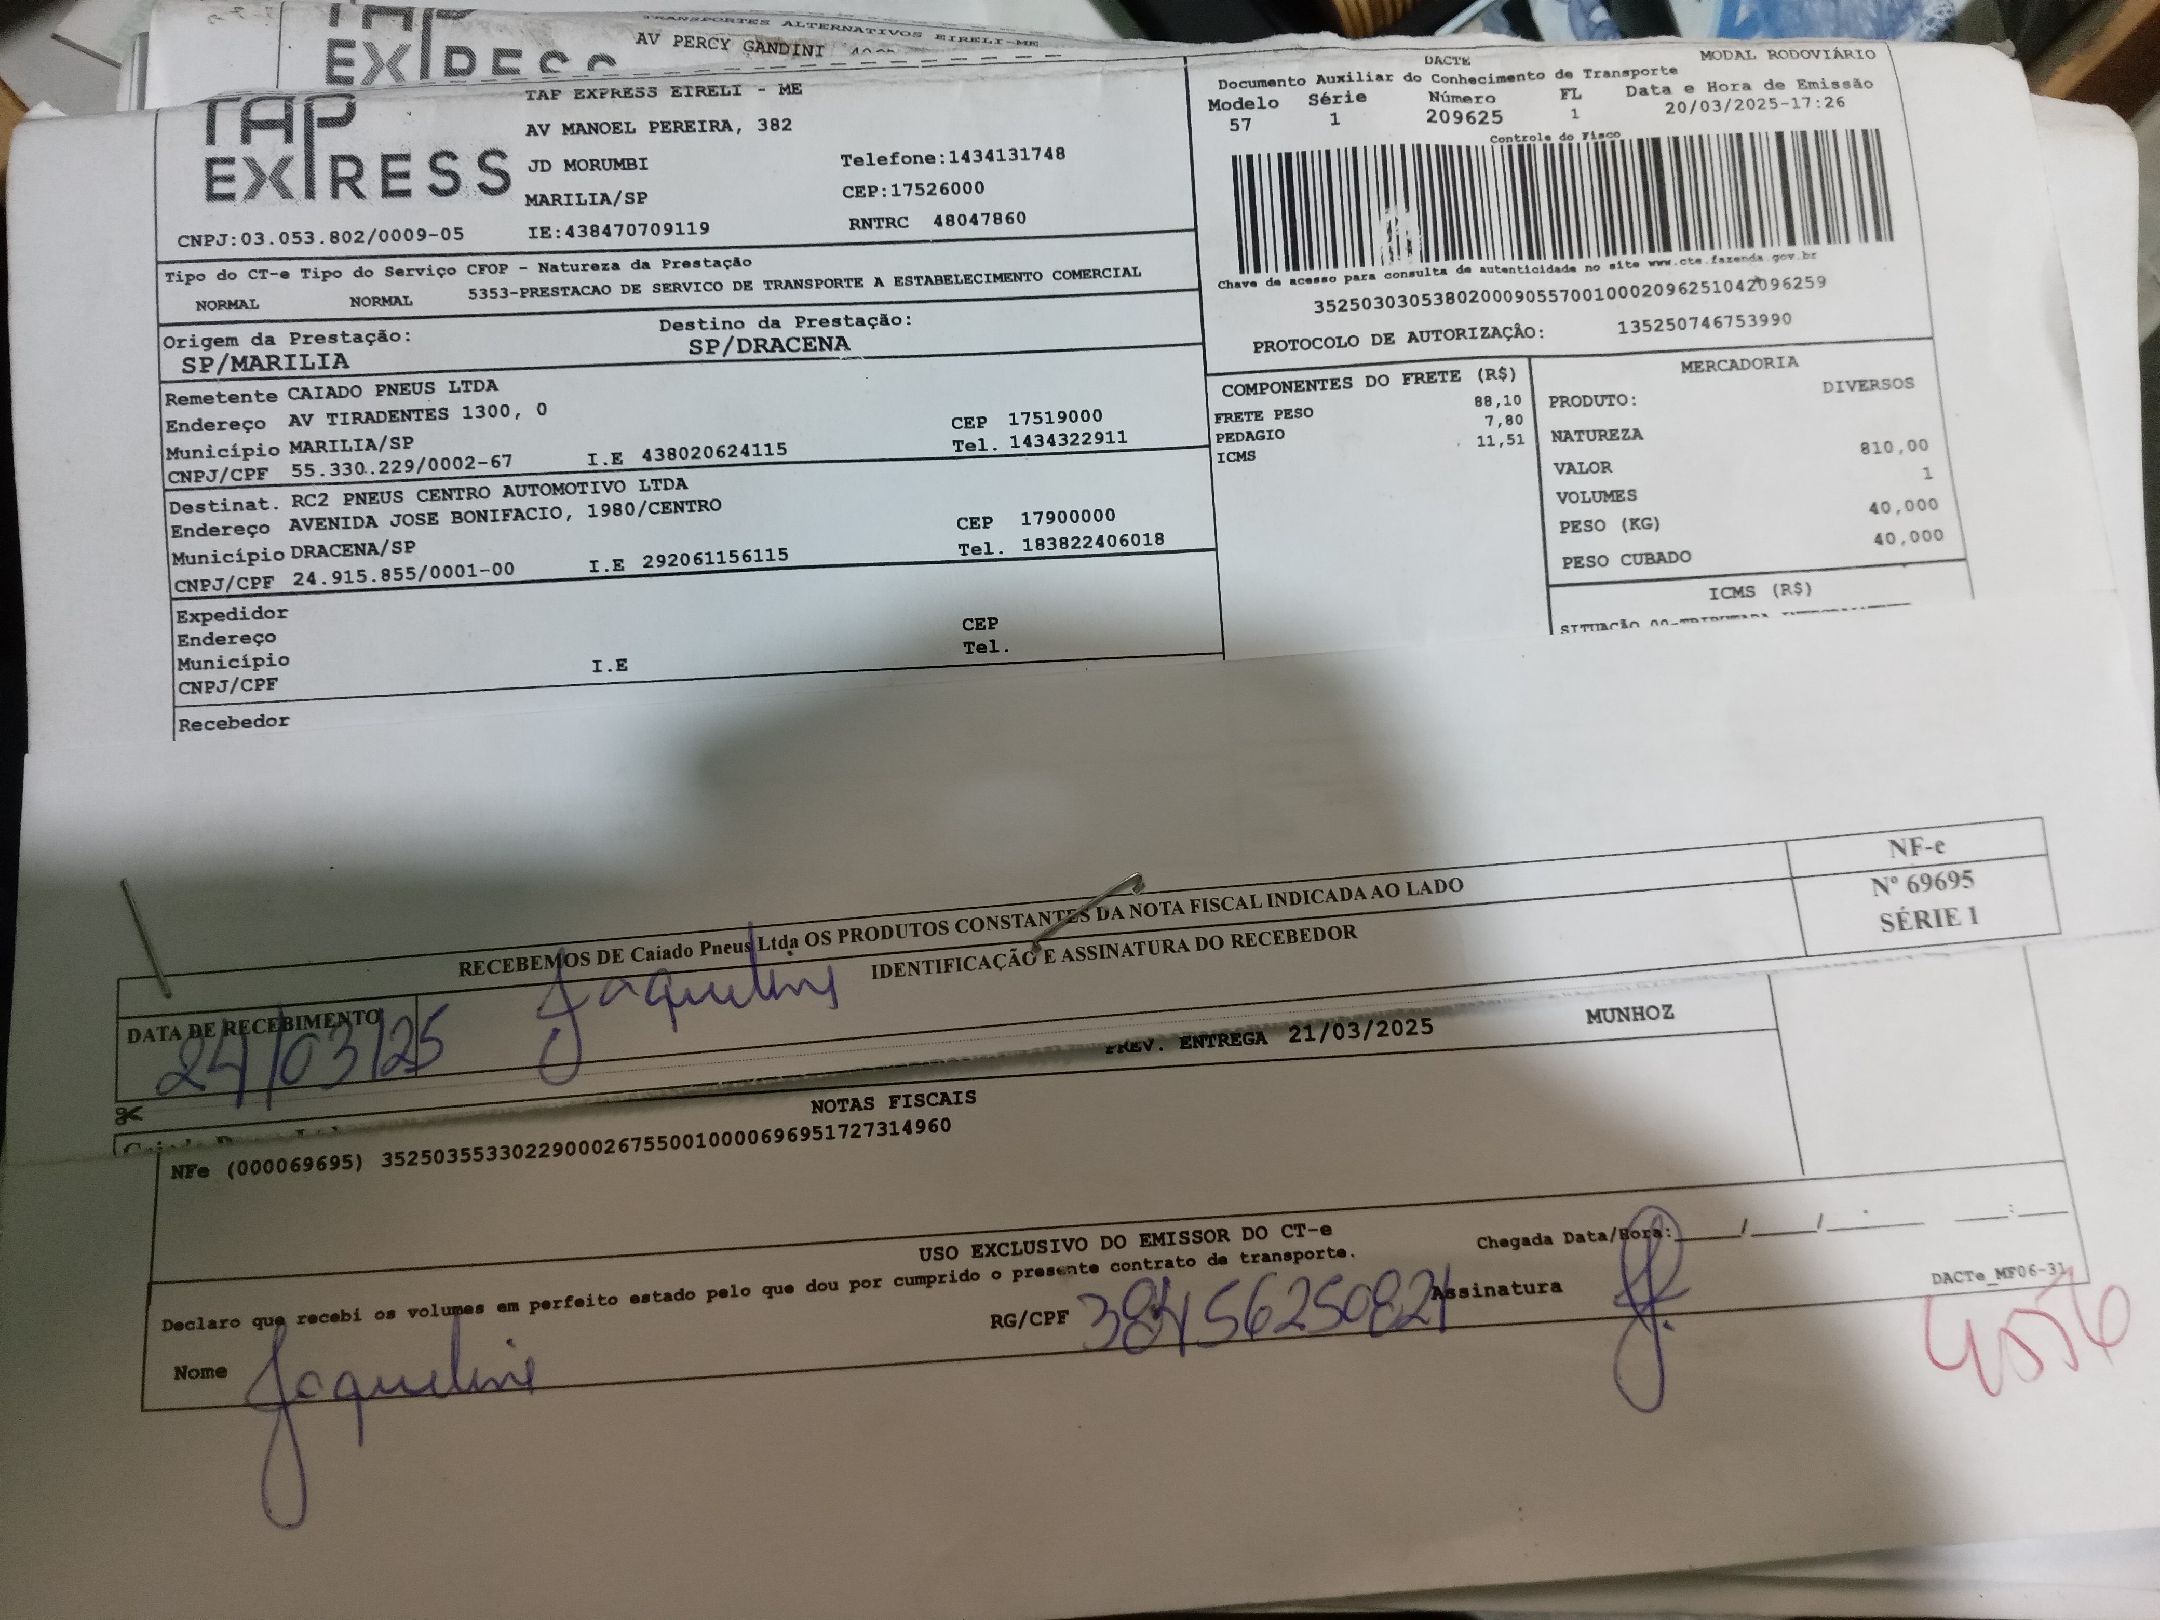 TAP
EXPRESS
TRANSPORTES ALTERNATIVOS EIRELI-ME
AV PERCY GANDINI
TAP
EXPRESS
TAP EXPRESS EIRELI - ME
AV MANOEL PEREIRA, 382
JD MORUMBI
Telefone:1434131748
MARILIA/SP
CEP:17526000
CNPJ:03.053.802/0009-05
IE:438470709119
RNTRC 48047860
DACTE
MODAL RODOVIÁRIO
Documento Auxiliar do Conhecimento de Transporte
Modelo Série Número FL Data e Hora de Emissão
57 1 209625 1 20/03/2025-17:26
Controle do Fisco
Chave de acesso para consulta de autenticidade no site www.cte.fazenda.gov.br
35250303053802000905570010002096251042096259
PROTOCOLO DE AUTORIZAÇÂO: 135250746753990
Tipo do CT-e Tipo do Serviço CFOP - Natureza da Prestação
NORMAL NORMAL 5353-PRESTACAO DE SERVICO DE TRANSPORTE A ESTABELECIMENTO COMERCIAL
Origem da Prestação: Destino da Prestação:
SP/MARILIA SP/DRACENA
Remetente CAIADO PNEUS LTDA
Endereço AV TIRADENTES 1300, 0 CEP 17519000
Município MARILIA/SP Tel. 1434322911
CNPJ/CPF 55.330.229/0002-67 I.E 438020624115
Destinat. RC2 PNEUS CENTRO AUTOMOTIVO LTDA
Endereço AVENIDA JOSE BONIFACIO, 1980/CENTRO CEP 17900000
Município DRACENA/SP Tel. 183822406018
CNPJ/CPF 24.915.855/0001-00 I.E 292061156115
Expedidor
Endereço CEP
Município Tel.
CNPJ/CPF I.E
Recebedor
COMPONENTES DO FRETE (R$)
FRETE PESO 88,10
PEDAGIO 7,80
ICMS 11,51
MERCADORIA
PRODUTO: DIVERSOS
NATUREZA
VALOR 810,00
VOLUMES 1
PESO (KG) 40,000
PESO CUBADO 40,000
ICMS (R$)
RECEBEMOS DE Caiado Pneus Ltda OS PRODUTOS CONSTANTES DA NOTA FISCAL INDICADA AO LADO
NF-e
Nº 69695
SÉRIE 1
DATA DE RECEBIMENTO
24/03/25
IDENTIFICAÇÃO E ASSINATURA DO RECEBEDOR
Jaqueline
PREV. ENTREGA 21/03/2025 MUNHOZ
NOTAS FISCAIS
NFe (000069695) 35250355330229000267550010000696951727314960
USO EXCLUSIVO DO EMISSOR DO CT-e
Declaro que recebi os volumes em perfeito estado pelo que dou por cumprido o presente contrato de transporte.
Chegada Data/Hora:
Nome Jaqueline
RG/CPF 38456250821
Assinatura
DACTe_MF06-31